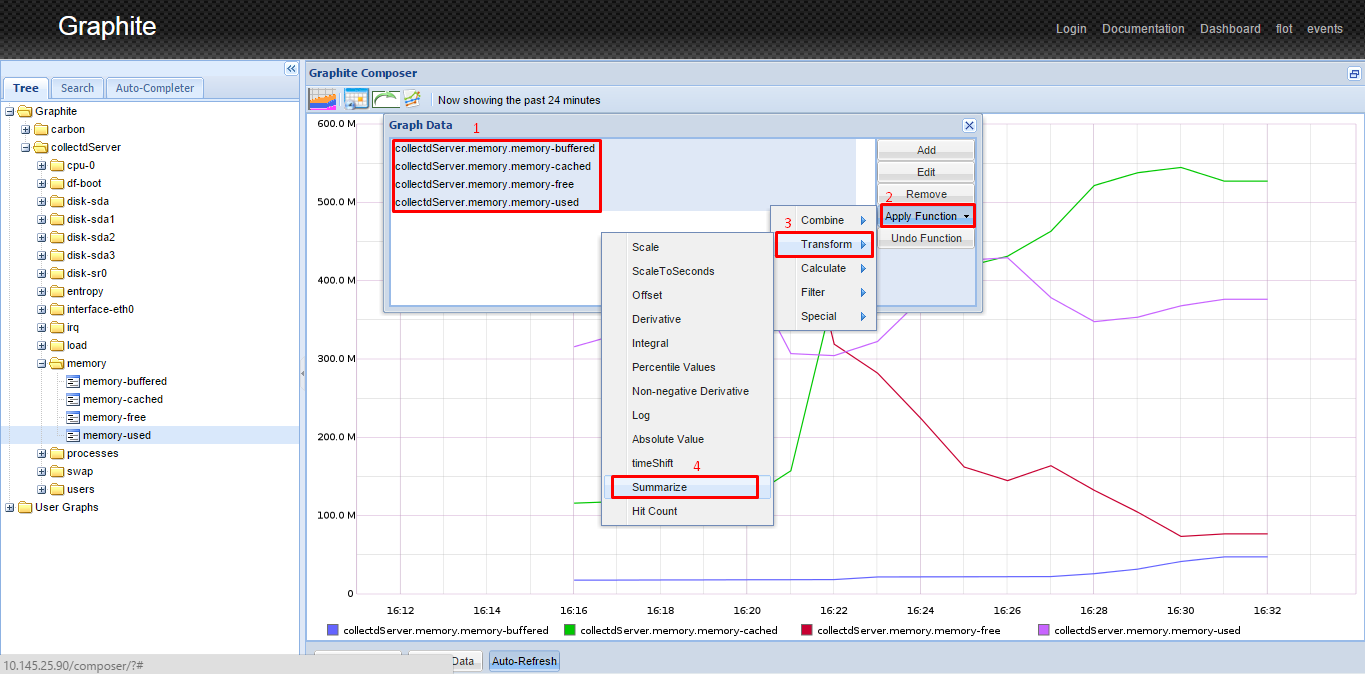 Graphite
Login Documentation Dashboard flot events
Tree Search Auto-Completer
Graphite
carbon
collectdServer
cpu-0
df-boot
disk-sda
disk-sda1
disk-sda2
disk-sda3
disk-sr0
entropy
interface-eth0
irq
load
memory
memory-buffered
memory-cached
memory-free
memory-used
processes
swap
users
User Graphs
Graphite Composer
Now showing the past 24 minutes
Graph Data 1
collectdServer.memory.memory-buffered
collectdServer.memory.memory-cached
collectdServer.memory.memory-free
collectdServer.memory.memory-used
Add
Edit
Remove
2
Apply Function
Undo Function
3
Combine
Transform
Calculate
Filter
Special
Scale
ScaleToSeconds
Offset
Derivative
Integral
Percentile Values
Non-negative Derivative
Log
Absolute Value
timeShift 4
Summarize
Hit Count
600.0 M
500.0 M
400.0 M
300.0 M
200.0 M
100.0 M
0
16:12 16:14 16:16 16:18 16:20 16:22 16:24 16:26 16:28 16:30 16:32
collectdServer.memory.memory-buffered collectdServer.memory.memory-cached collectdServer.memory.memory-free collectdServer.memory.memory-used
Data Auto-Refresh
10.145.25.90/composer/?#